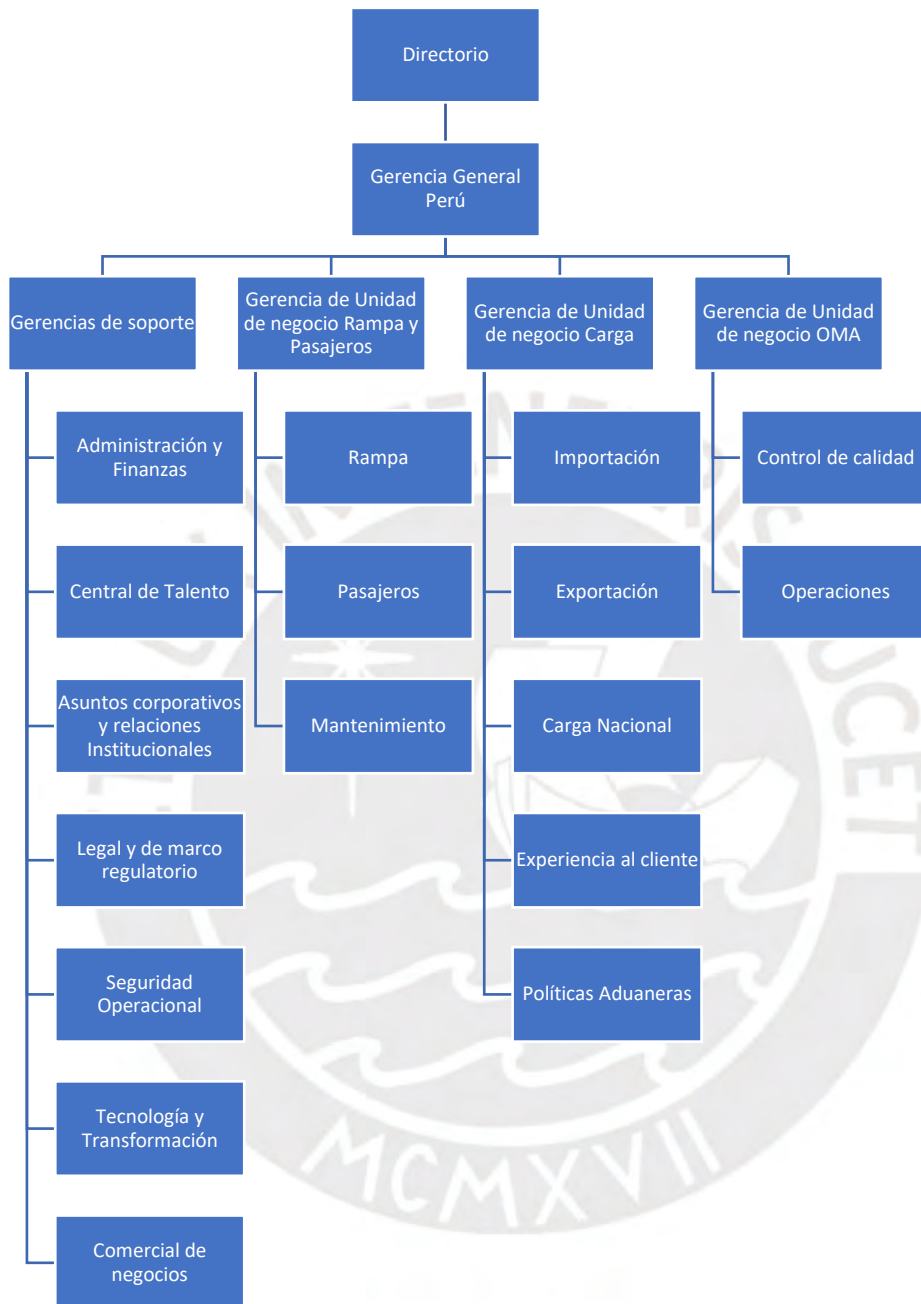 Directorio
Gerencia General
Perú
Gerencias de soporte
Gerencia de Unidad
de negocio Rampa y
Pasajeros
Gerencia de Unidad
de negocio Carga
Gerencia de Unidad
de negocio OMA
Administración y
Finanzas
Central de Talento
Asuntos corporativos
y relaciones
Institucionales
Legal y de marco
regulatorio
Seguridad
Operacional
Tecnología y
Transformación
Comercial de
negocios
Rampa
Pasajeros
Mantenimiento
Importación
Exportación
Carga Nacional
Experiencia al cliente
Políticas Aduaneras
Control de calidad
Operaciones
MCMXVII